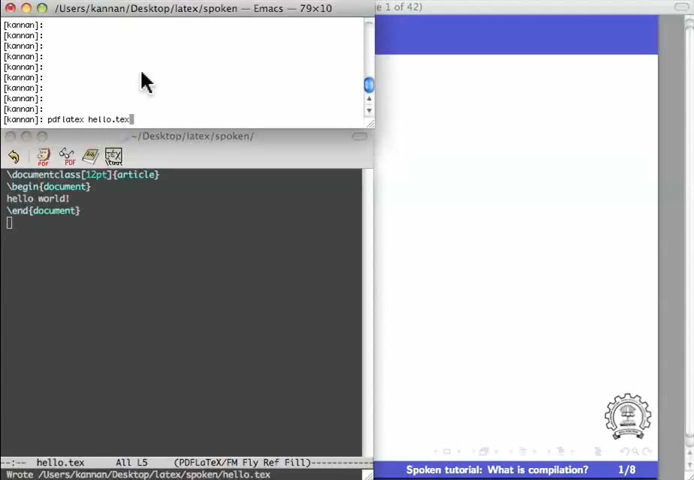 /Users/kannan/Desktop/latex/spoken — Emacs — 79×10
e 1 of 42)
[kannan]:
[kannan]:
[kannan]:
[kannan]:
[kannan]:
[kannan]:
[kannan]:
[kannan]:
[kannan]:
[kannan]: pdflatex hello.tex
~/Desktop/latex/spoken/
\documentclass[12pt]{article}
\begin{document}
hello world!
\end{document}
--:-- hello.tex All L5 (PDFLaTeX/FM Fly Ref Fill)
Wrote /Users/kannan/Desktop/latex/spoken/hello.tex
Spoken tutorial: What is compilation? 1/8